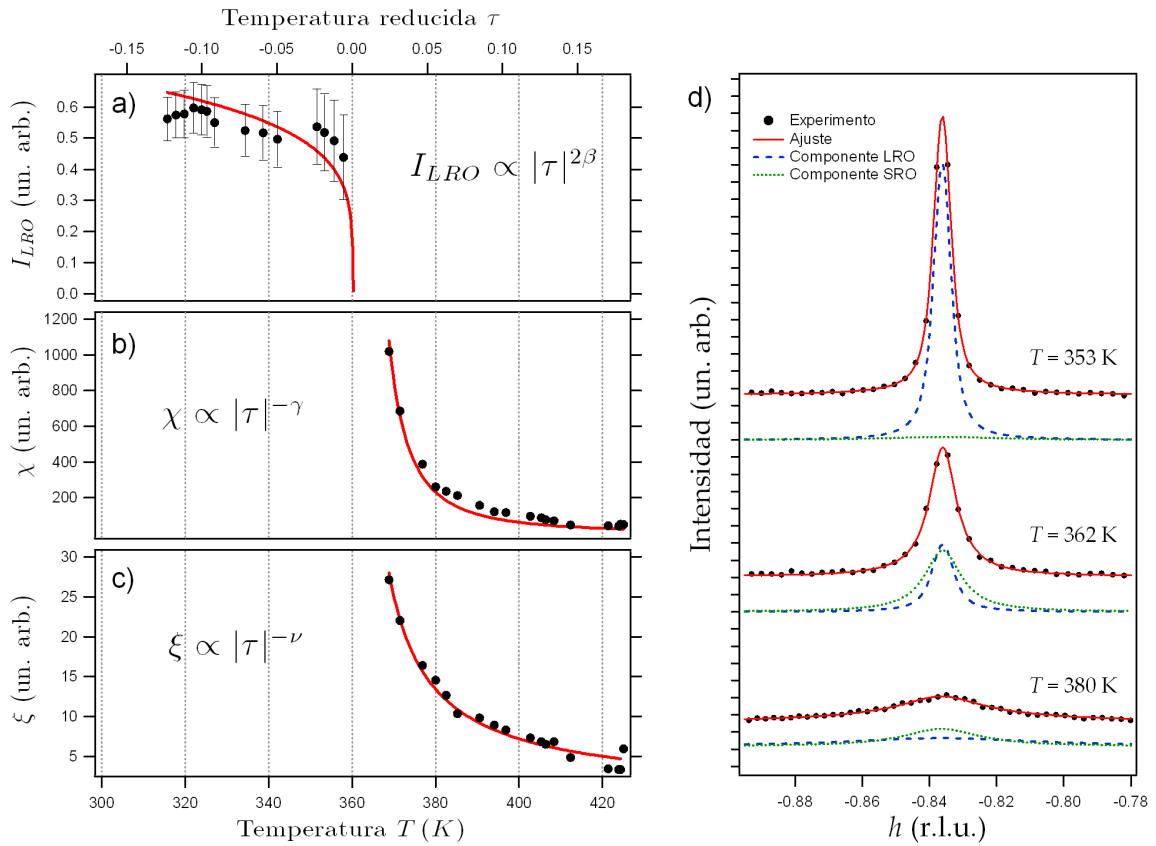 Temperatura reducida τ
-0.15 -0.10 -0.05 0.00 0.05 0.10 0.15
a)
I_LRO (un. arb.)
0.6
0.5
0.4
0.3
0.2
0.1
0.0
I_LRO ∝ |τ|^2β
b)
χ (un. arb.)
1200
1000
800
600
400
200
χ ∝ |τ|^−γ
c)
ξ (un. arb.)
30
25
20
15
10
5
ξ ∝ |τ|^−ν
300 320 340 360 380 400 420
Temperatura T (K)
d)
Experimento
Ajuste
Componente LRO
Componente SRO
Intensidad (un. arb.)
T = 353 K
T = 362 K
T = 380 K
-0.88 -0.86 -0.84 -0.82 -0.80 -0.78
h (r.l.u.)